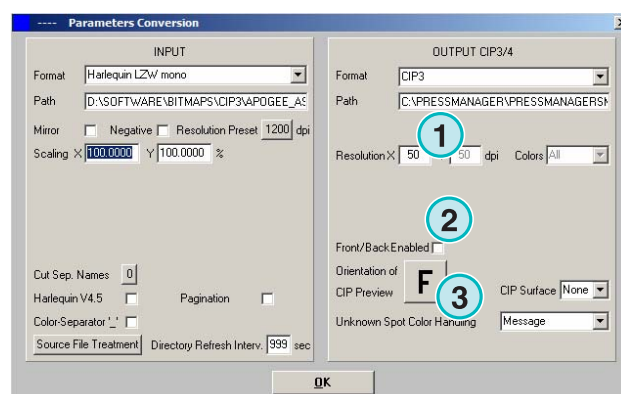 ---- Parameters Conversion
INPUT
Format Harlequin LZW mono
Path D:\SOFTWARE\BITMAPS\CIP3\APOGEE_AS
Mirror Negative Resolution Preset 1200 dpi
Scaling X 100.0000 Y 100.0000 %
Cut Sep. Names 0
Harlequin V4.5 Pagination
Color-Separator '_'
Source File Treatment Directory Refresh Interv. 999 sec
OUTPUT CIP3/4
Format CIP3
Path C:\PRESSMANAGER\PRESSMANAGERSM
1
Resolution X 50 50 dpi Colors All
2
Front/Back Enabled
Orientation of
CIP Preview F 3 CIP Surface None
Unknown Spot Color Handling Message
OK